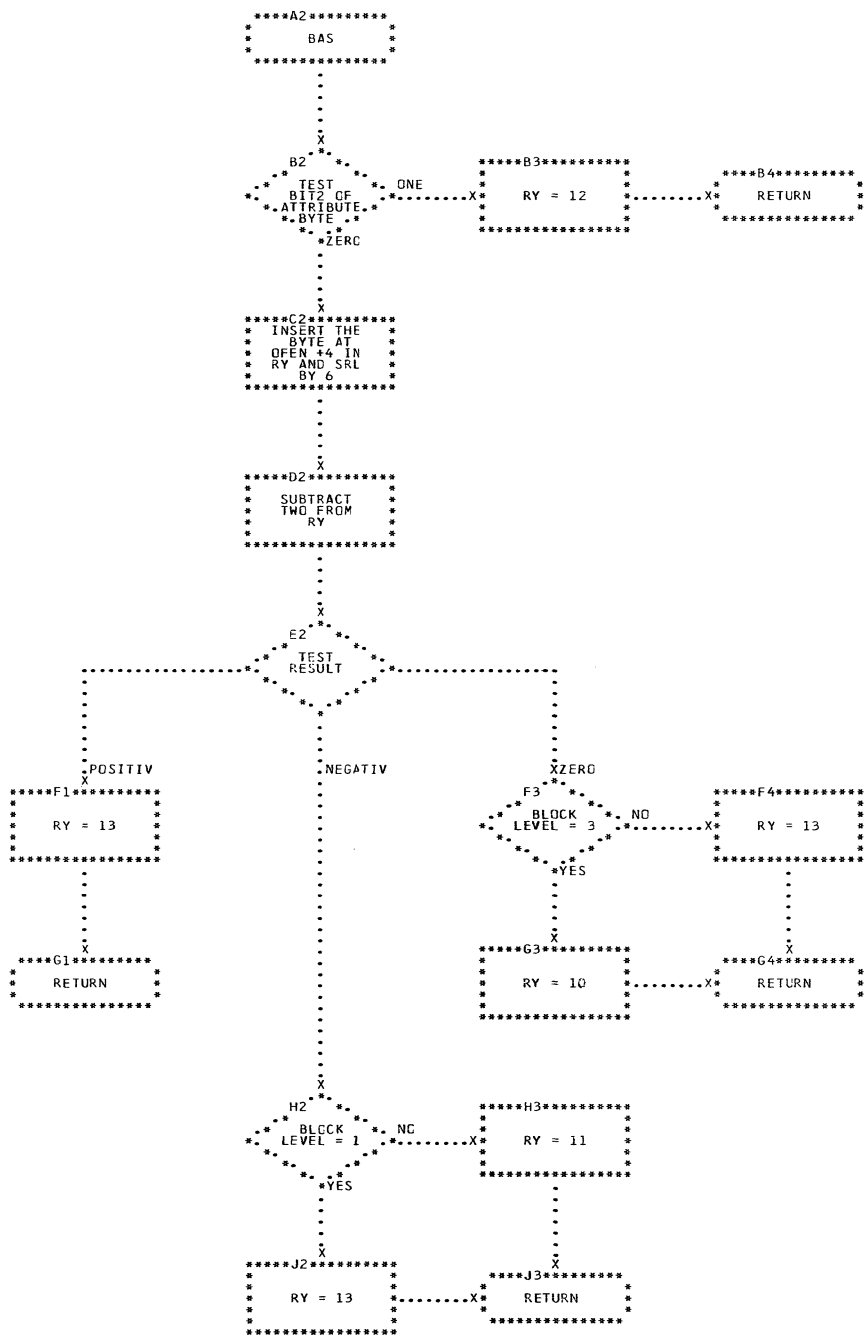 A2
BAS
B2
TEST
BIT2 OF
ATTRIBUTE
BYTE
ONE
ZERO
B3
RY = 12
B4
RETURN
C2
INSERT THE
BYTE AT
OFEN +4 IN
RY AND SRL
BY 6
D2
SUBTRACT
TWO FROM
RY
E2
TEST
RESULT
POSITIV
NEGATIV
ZERO
F1
RY = 13
F3
BLOCK
LEVEL = 3
NO
YES
F4
RY = 13
G1
RETURN
G3
RY = 10
G4
RETURN
H2
BLOCK
LEVEL = 1
NO
YES
H3
RY = 11
J2
RY = 13
J3
RETURN